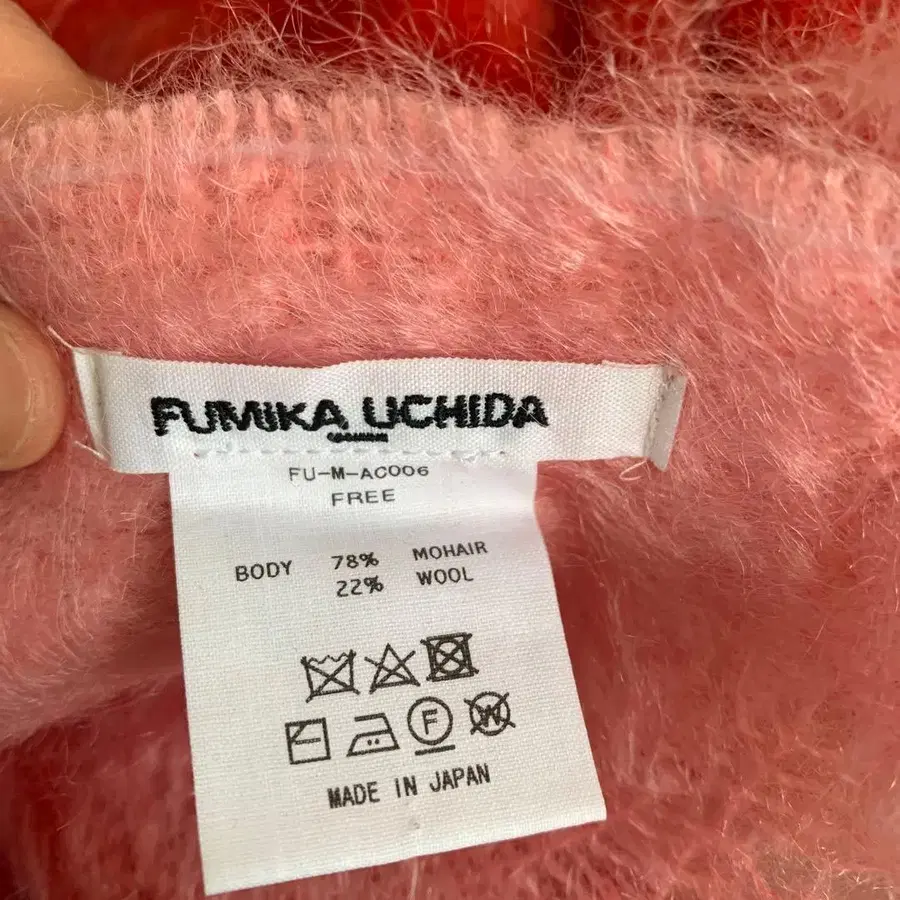 FUMIKA_UCHIDA
FU-M-AC006
FREE
BODY 78% MOHAIR
22% WOOL
F W
MADE IN JAPAN